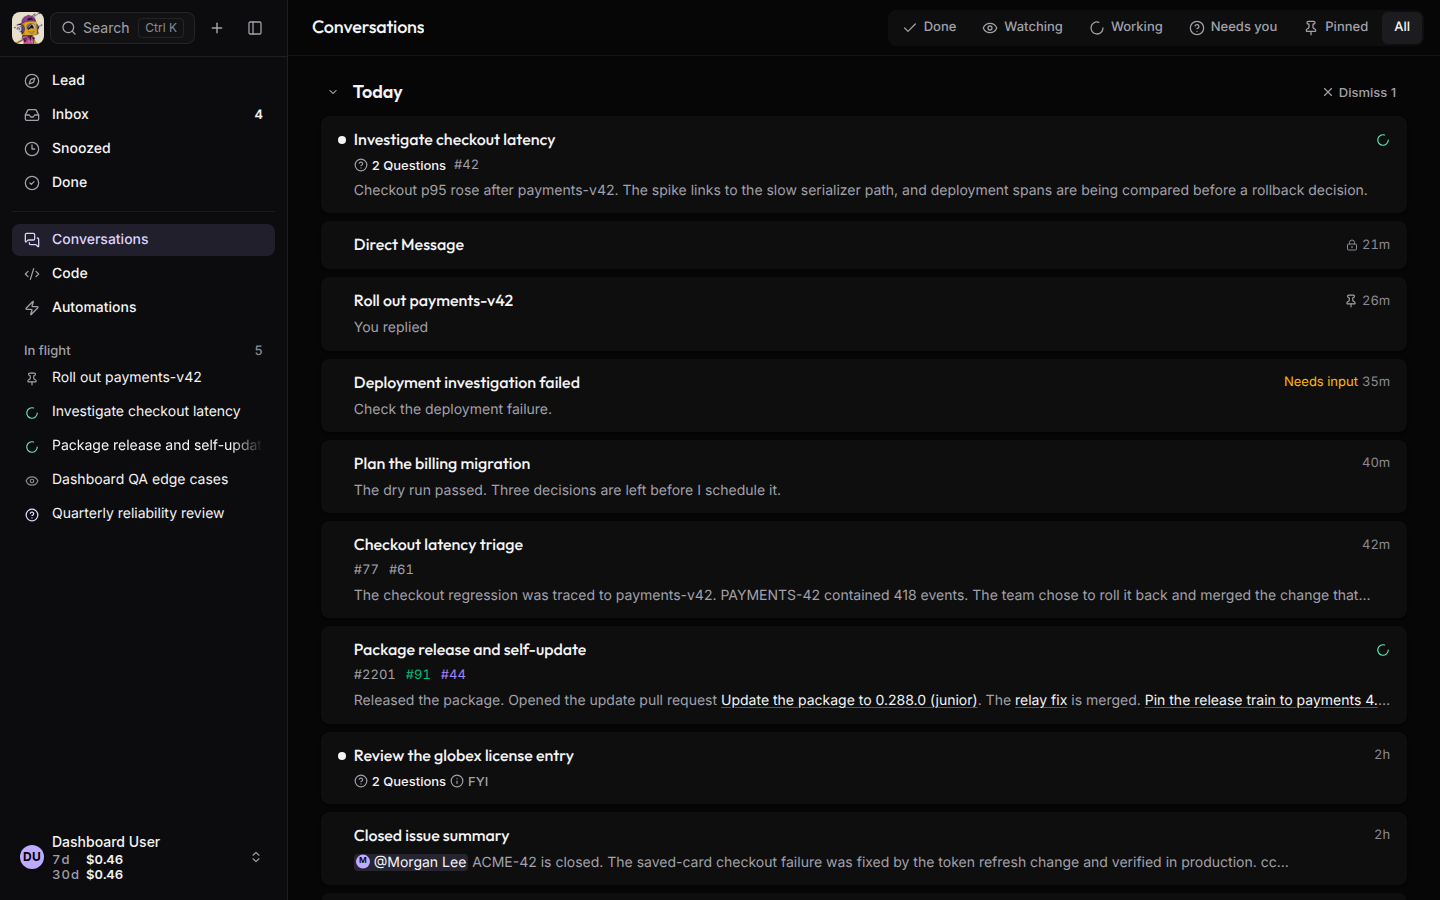 Search Ctrl K
Lead
Inbox 4
Snoozed
Done
Conversations
Code
Automations
In flight 5
Roll out payments-v42
Investigate checkout latency
Package release and self-updat
Dashboard QA edge cases
Quarterly reliability review
DU Dashboard User
7d $0.46
30d $0.46
Conversations
Done Watching Working Needs you Pinned All
Today Dismiss 1
Investigate checkout latency
2 Questions #42
Checkout p95 rose after payments-v42. The spike links to the slow serializer path, and deployment spans are being compared before a rollback decision.
Direct Message 21m
Roll out payments-v42 26m
You replied
Deployment investigation failed Needs input 35m
Check the deployment failure.
Plan the billing migration 40m
The dry run passed. Three decisions are left before I schedule it.
Checkout latency triage 42m
#77 #61
The checkout regression was traced to payments-v42. PAYMENTS-42 contained 418 events. The team chose to roll it back and merged the change that...
Package release and self-update
#2201 #91 #44
Released the package. Opened the update pull request Update the package to 0.288.0 (junior). The relay fix is merged. Pin the release train to payments 4....
Review the globex license entry 2h
2 Questions FYI
Closed issue summary 2h
M @Morgan Lee ACME-42 is closed. The saved-card checkout failure was fixed by the token refresh change and verified in production. cc...